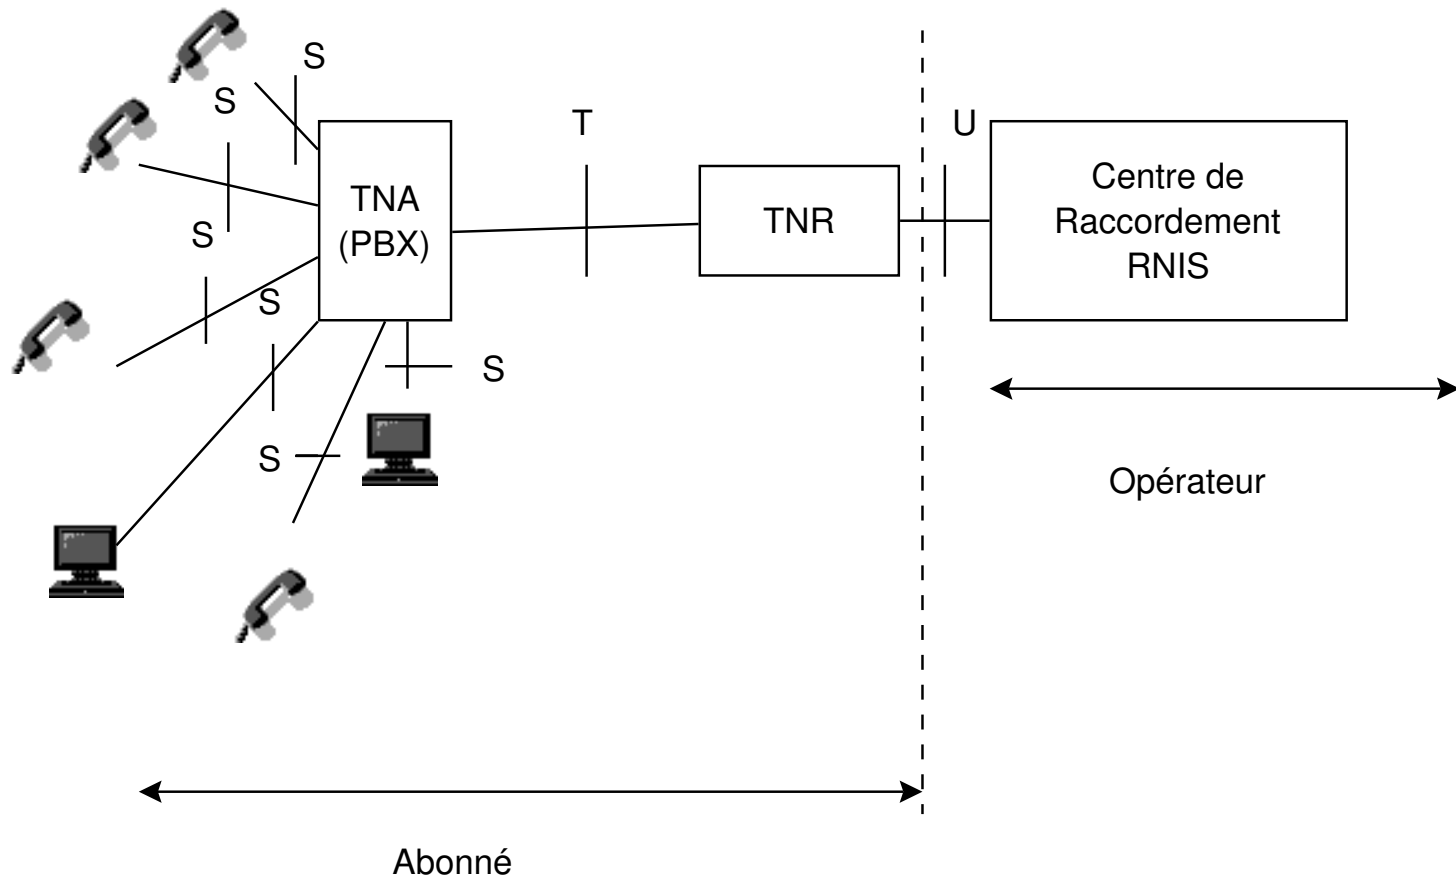 S
S
T
U
TNA
(PBX)
TNR
Centre de
Raccordement
RNIS
S
S
S
S
Opérateur
Abonné